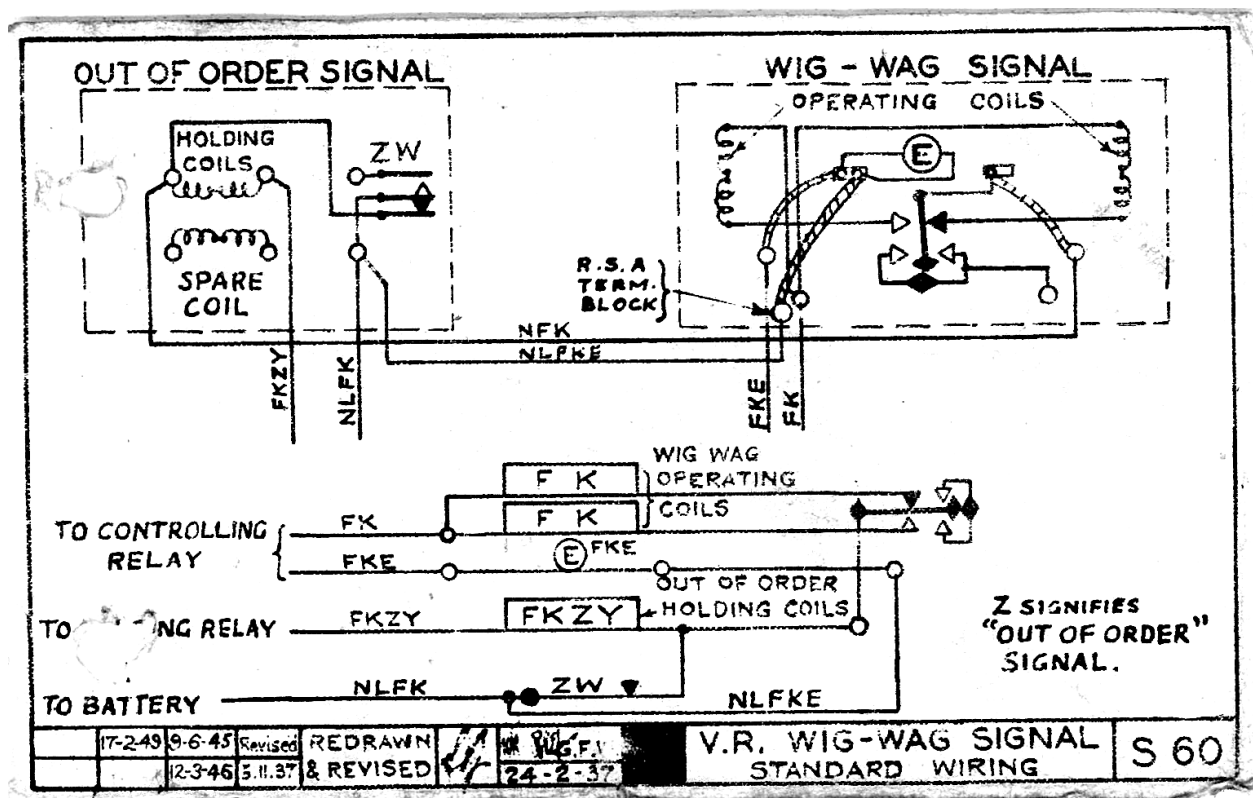 OUT OF ORDER SIGNAL
WIG - WAG SIGNAL
OPERATING COILS
HOLDING
COILS
ZW
E
SPARE
COIL
R.S.A
TERM.
BLOCK
NFK
NLFKE
FKZY
NLFK
FKE
FK
WIG WAG
OPERATING
COILS
F K
F K
TO CONTROLLING
RELAY
FK
FKE
E
FKE
OUT OF ORDER
HOLDING COILS
TO NG RELAY
FKZY
FKZY
Z SIGNIFIES
"OUT OF ORDER"
SIGNAL.
TO BATTERY
NLFK
ZW
NLFKE
17-2-49
9-6-45
Revised
REDRAWN
12-3-46
5.11.37
& REVISED
24-2-37
V.R. WIG-WAG SIGNAL
STANDARD WIRING
S 60